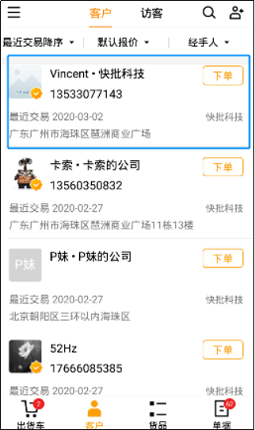 客户 访客
最近交易降序 默认报价 经手人
Vincent·快批科技 下单
13533077143
最近交易 2020-03-02 快批科技
广东广州市海珠区琶洲商业广场
卡索·卡索的公司 下单
13560350832
最近交易 2020-02-27 快批科技
广东广州市海珠区琶洲商业广场11栋13楼
P妹 P妹·P妹的公司 下单
最近交易 2020-02-27 快批科技
北京朝阳区三环以内海珠区
52Hz 下单
17666085385
最近交易 2020-02-27 快批科技
2 62
出货车 客户 货品 单据